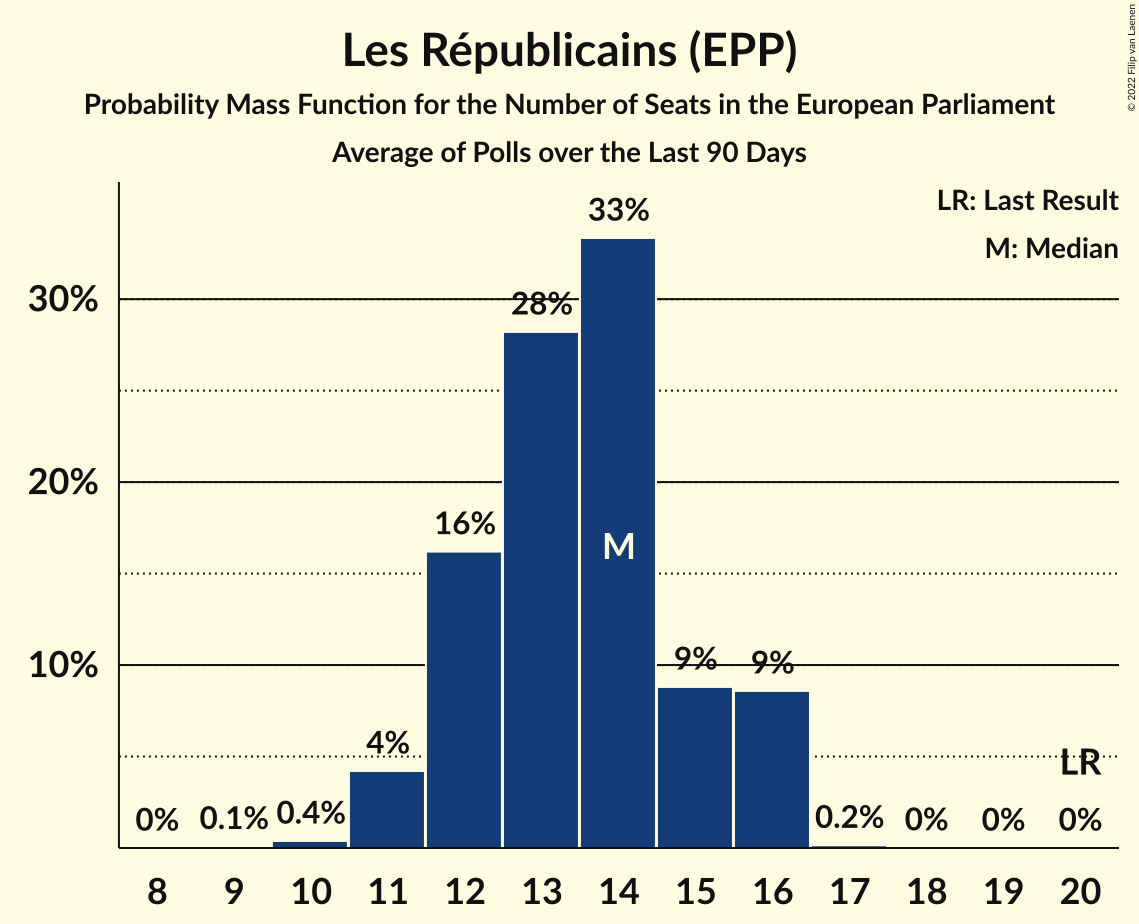 Les Républicains (EPP)
Probability Mass Function for the Number of Seats in the European Parliament
Average of Polls over the Last 90 Days
© 2022 Filip van Laenen
LR: Last Result
M: Median
33%
30%
28%
20%
16%
M
10%
9%
9%
4%
LR
0%
0.1%
0.4%
0.2%
0%
0%
0%
8 9 10 11 12 13 14 15 16 17 18 19 20